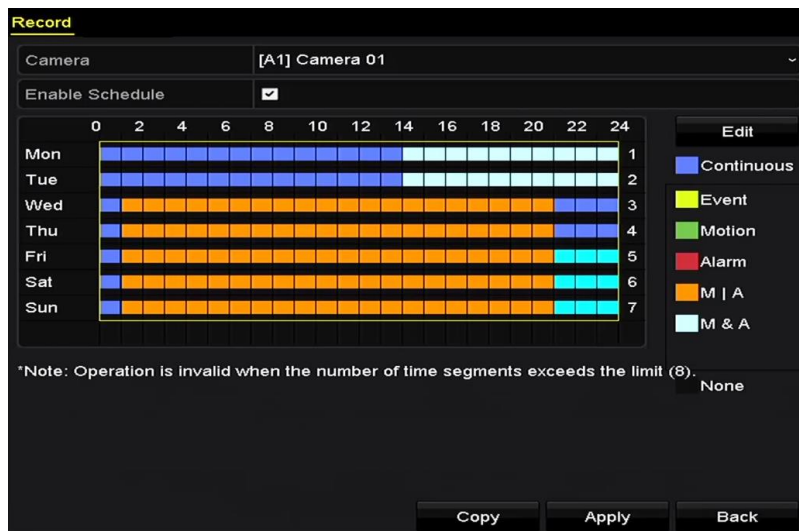 Record
Camera [A1] Camera 01
Enable Schedule
0 2 4 6 8 10 12 14 16 18 20 22 24
Edit
Mon 1
Continuous
Tue 2
Wed 3
Event
Thu 4
Motion
Fri 5
Alarm
Sat 6
M | A
Sun 7
M & A
*Note: Operation is invalid when the number of time segments exceeds the limit (8).
None
Copy Apply Back